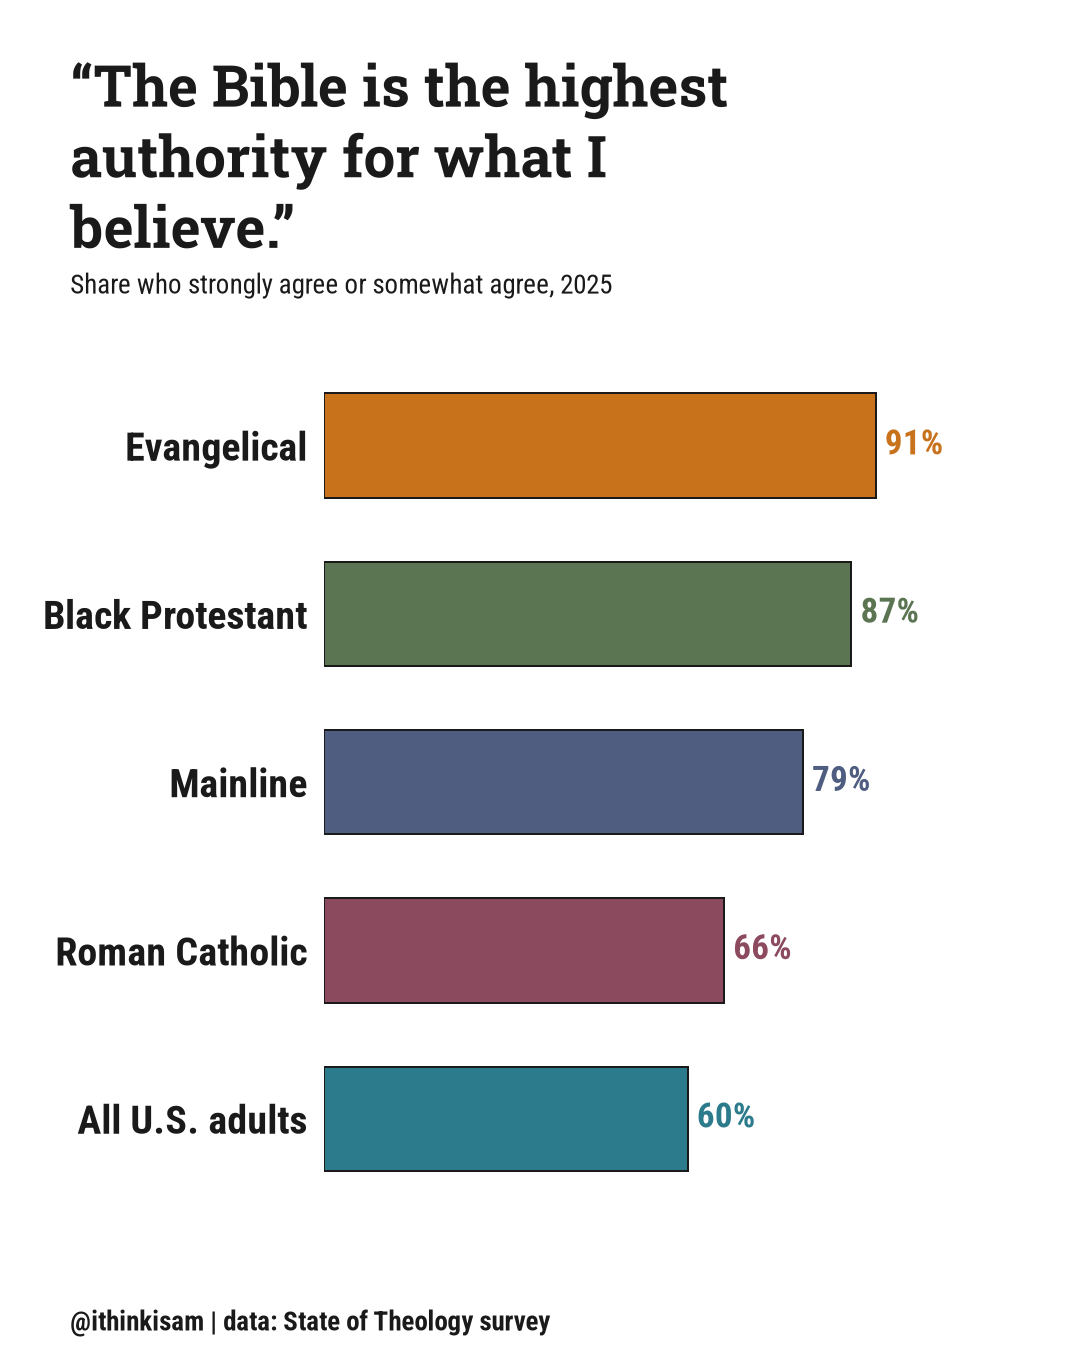 “The Bible is the highest
authority for what I
believe.”
Share who strongly agree or somewhat agree, 2025
Evangelical 91%
Black Protestant 87%
Mainline 79%
Roman Catholic 66%
All U.S. adults 60%
@ithinkisam | data: State of Theology survey